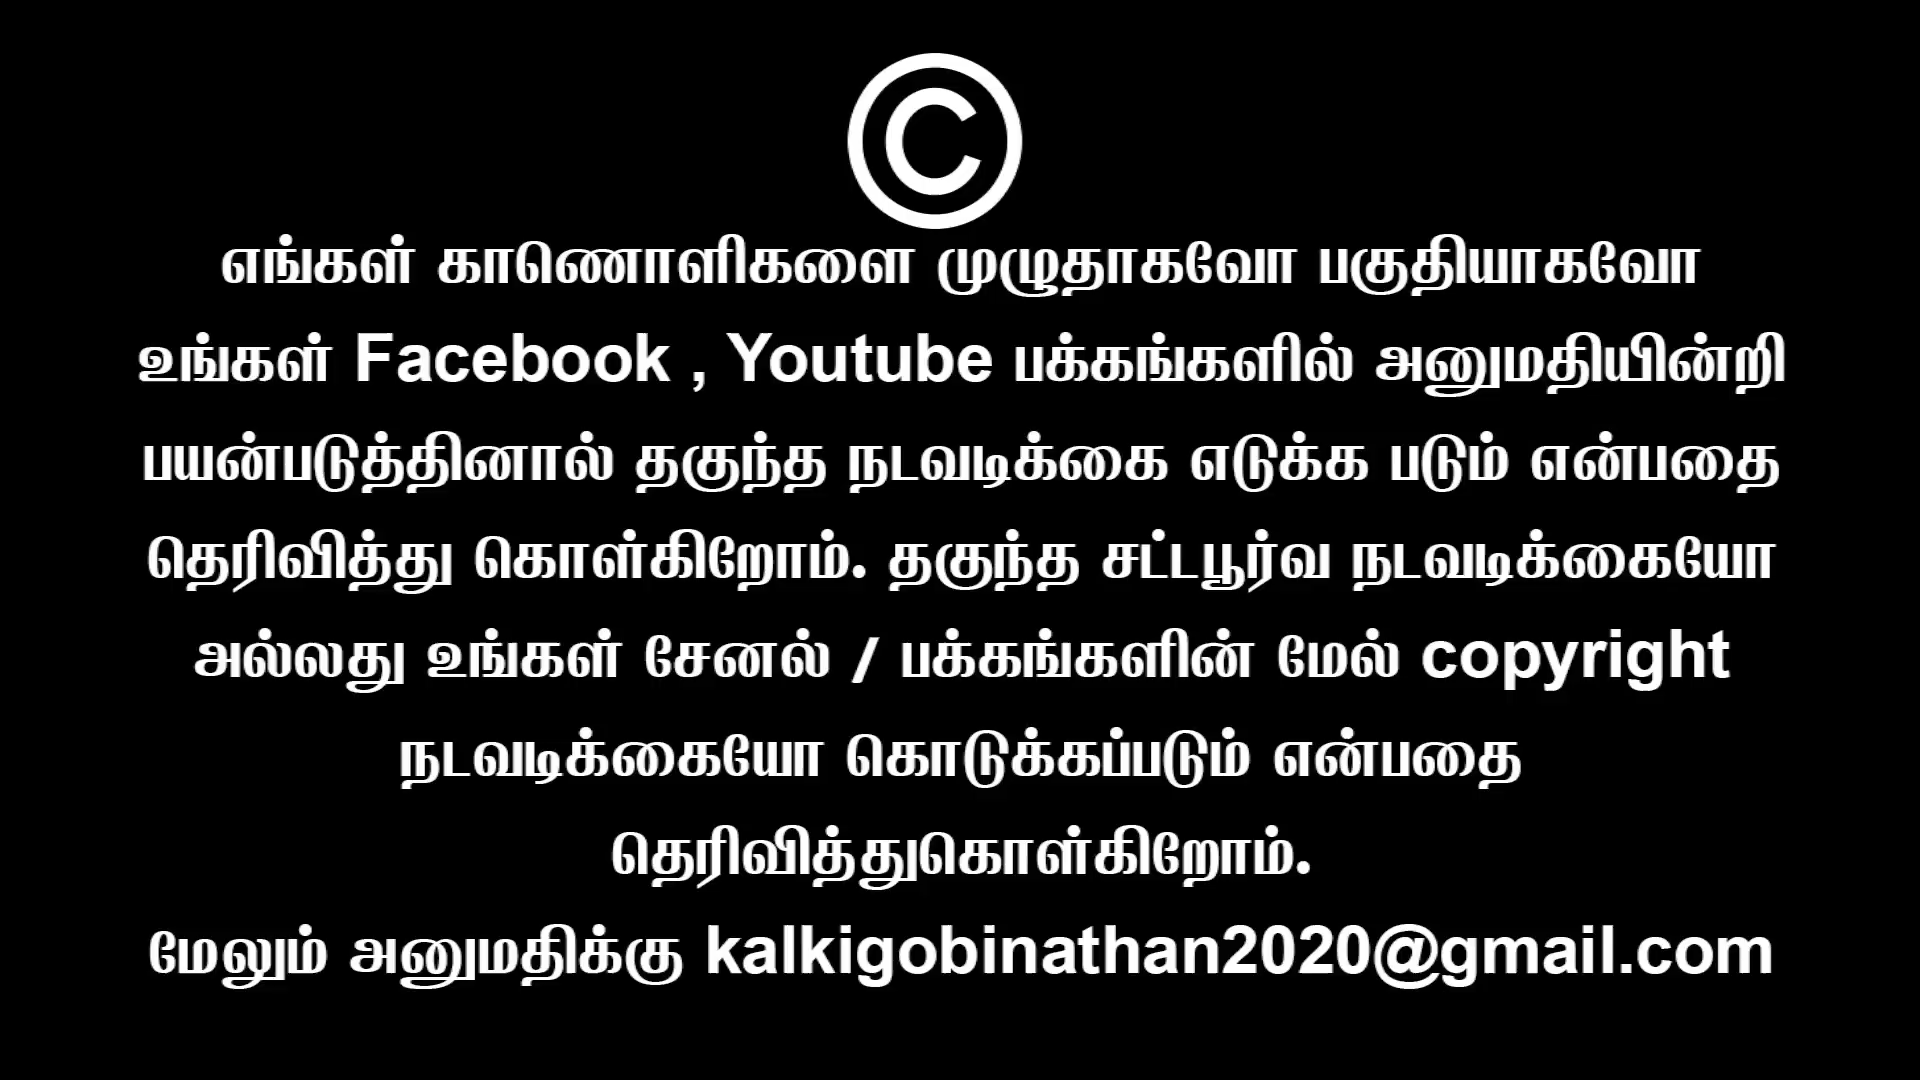 ©
எங்கள் காணொளிகளை முழுதாகவோ பகுதியாகவோ
உங்கள் Facebook , Youtube பக்கங்களில் அனுமதியின்றி
பயன்படுத்தினால் தகுந்த நடவடிக்கை எடுக்க படும் என்பதை
தெரிவித்து கொள்கிறோம். தகுந்த சட்டபூர்வ நடவடிக்கையோ
அல்லது உங்கள் சேனல் / பக்கங்களின் மேல் copyright
நடவடிக்கையோ கொடுக்கப்படும் என்பதை
தெரிவித்துகொள்கிறோம்.
மேலும் அனுமதிக்கு kalkigobinathan2020@gmail.com